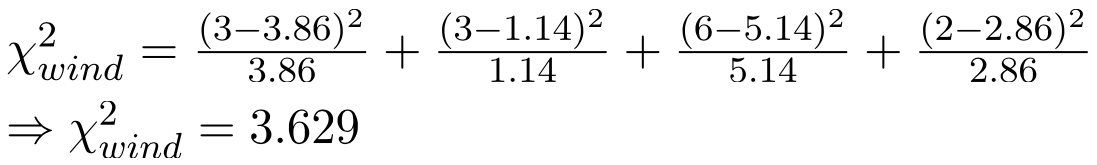 χ²_wind = (3−3.86)²/3.86 + (3−1.14)²/1.14 + (6−5.14)²/5.14 + (2−2.86)²/2.86
⇒ χ²_wind = 3.629